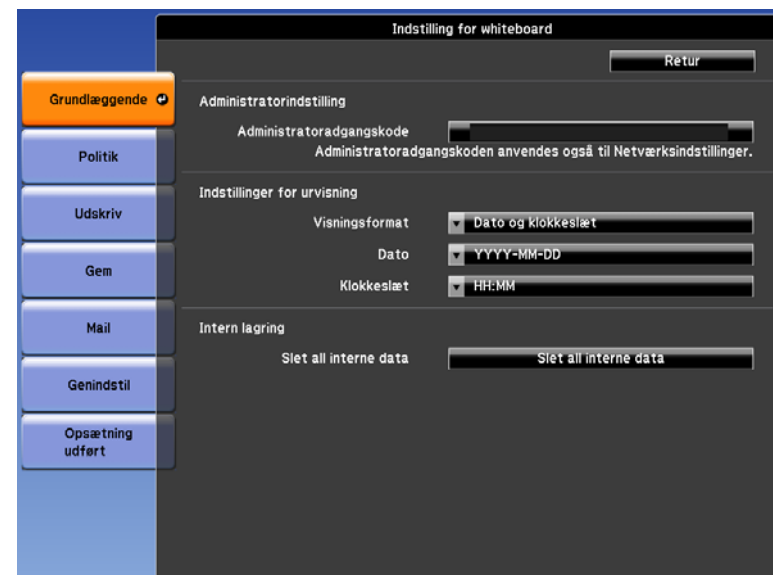 Indstilling for whiteboard
Retur
Grundlæggende
Politik
Udskriv
Gem
Mail
Genindstil
Opsætning
udført
Administratorindstilling
Administratoradgangskode
Administratoradgangskoden anvendes også til Netværksindstillinger.
Indstillinger for urvisning
Visningsformat Dato og klokkeslæt
Dato YYYY-MM-DD
Klokkeslæt HH:MM
Intern lagring
Slet all interne data Slet all interne data